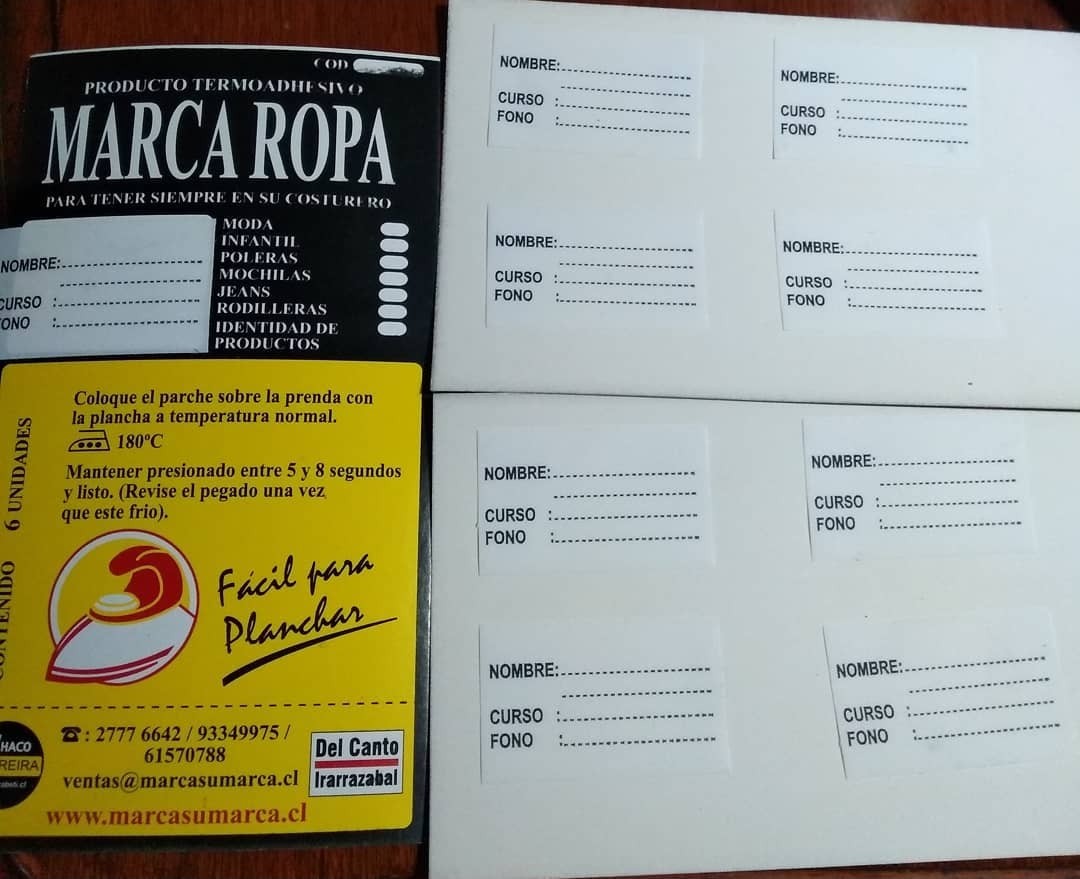 COD
PRODUCTO TERMOADHESIVO
MARCA ROPA
PARA TENER SIEMPRE EN SU COSTURERO
MODA
INFANTIL
POLERAS
MOCHILAS
JEANS
RODILLERAS
IDENTIDAD DE
PRODUCTOS
NOMBRE:
CURSO :
FONO :
Coloque el parche sobre la prenda con
la plancha a temperatura normal.
180ºC
Mantener presionado entre 5 y 8 segundos
y listo. (Revise el pegado una vez
que este frio).
CONTENIDO 6 UNIDADES
Fácil para
Planchar
☎: 2777 6642 / 93349975 /
61570788
ventas@marcasumarca.cl
www.marcasumarca.cl
Del Canto
Irarrazabal
NOMBRE:
CURSO :
FONO :
NOMBRE:
CURSO :
FONO :
NOMBRE:
CURSO :
FONO :
NOMBRE:
CURSO :
FONO :
NOMBRE:
CURSO :
FONO :
NOMBRE:
CURSO :
FONO :
NOMBRE:
CURSO :
FONO :
NOMBRE:
CURSO :
FONO :